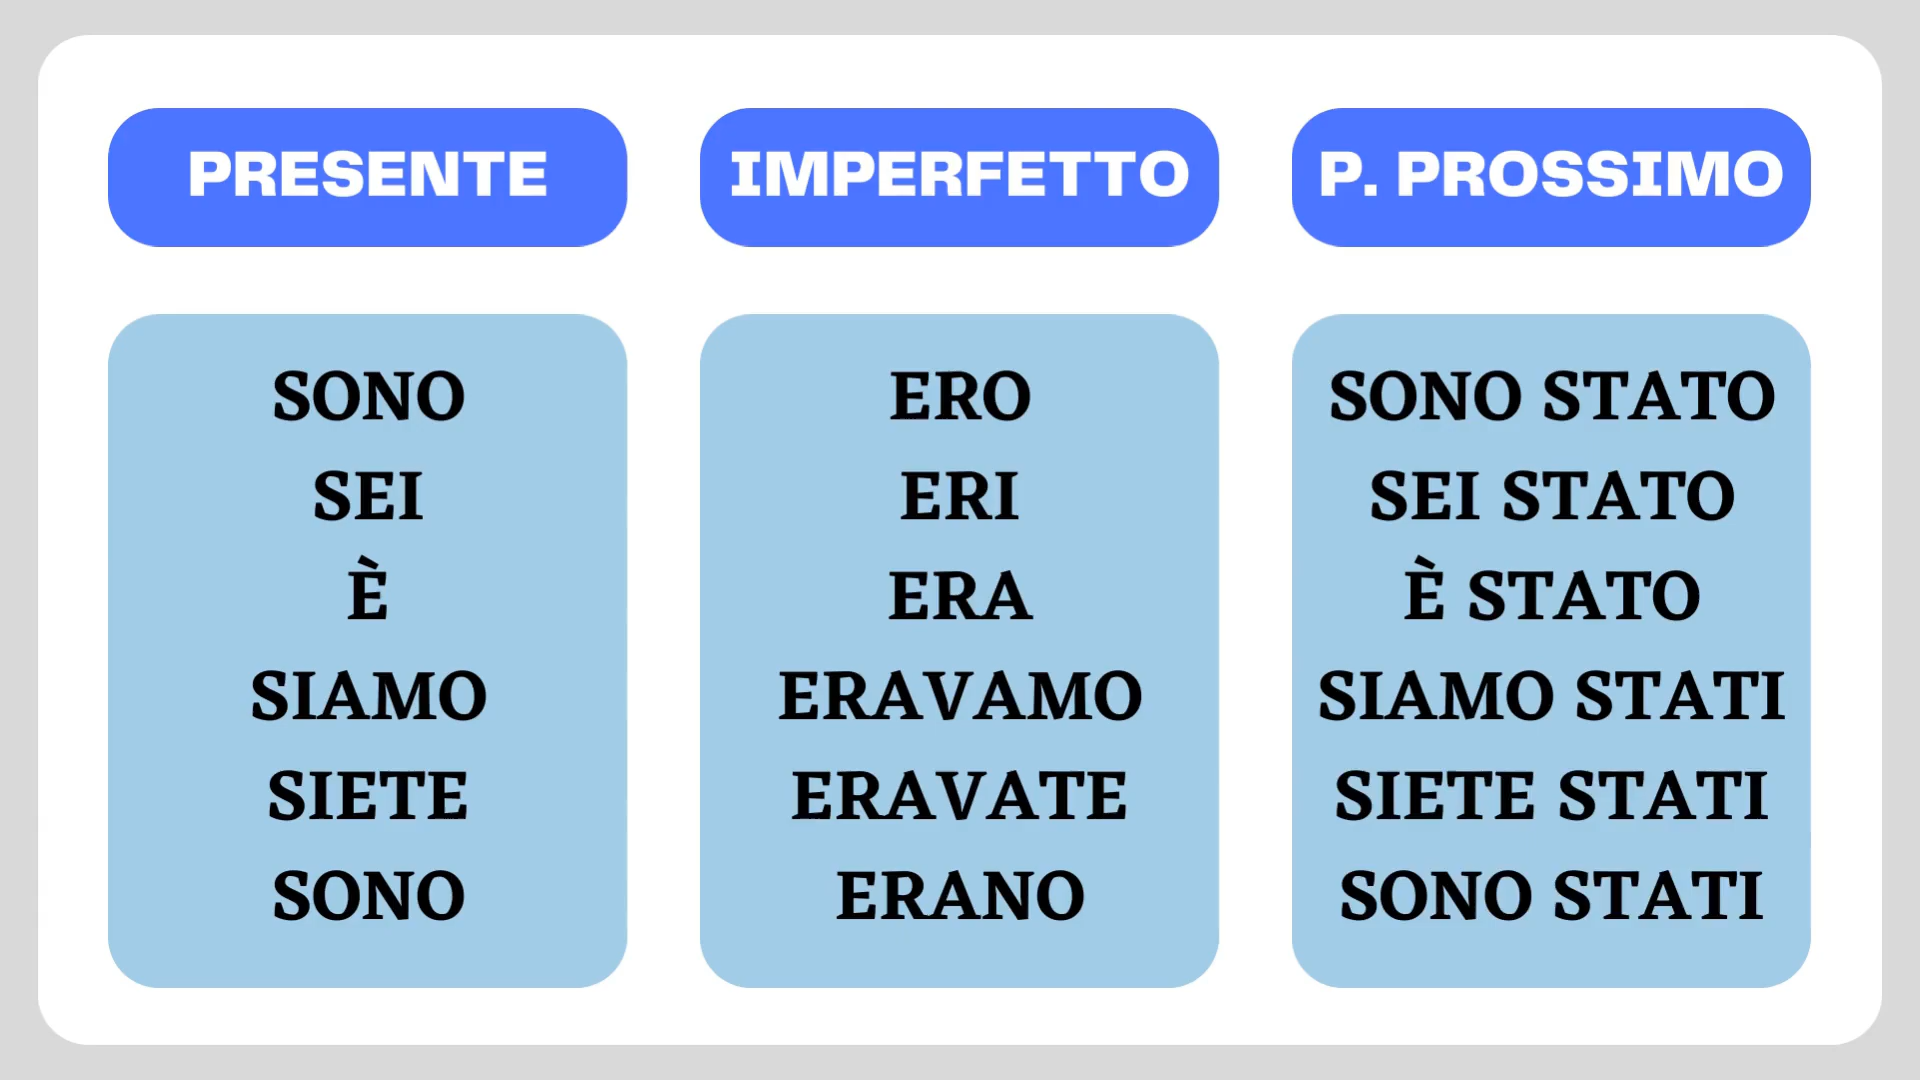 PRESENTE
SONO
SEI
È
SIAMO
SIETE
SONO
IMPERFETTO
ERO
ERI
ERA
ERAVAMO
ERAVATE
ERANO
P. PROSSIMO
SONO STATO
SEI STATO
È STATO
SIAMO STATI
SIETE STATI
SONO STATI